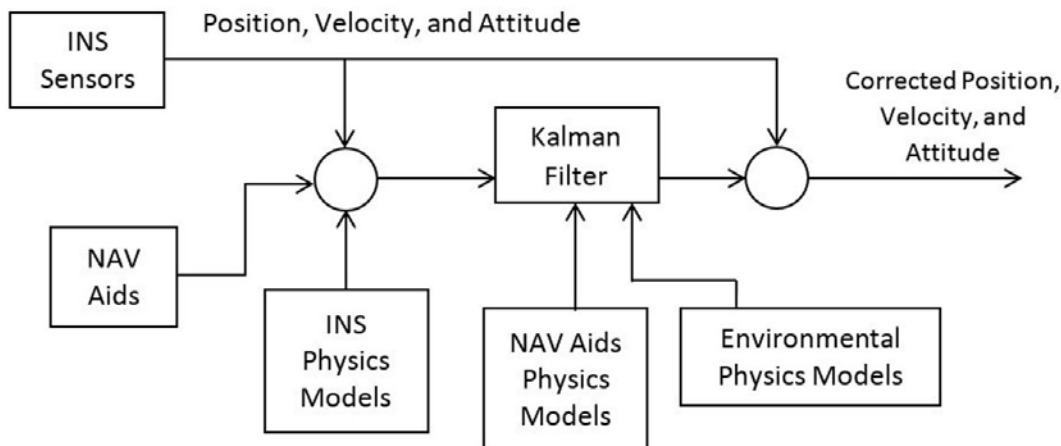 INS
Sensors
Position, Velocity, and Attitude
Corrected Position,
Velocity, and
Attitude
Kalman
Filter
NAV
Aids
INS
Physics
Models
NAV Aids
Physics
Models
Environmental
Physics Models